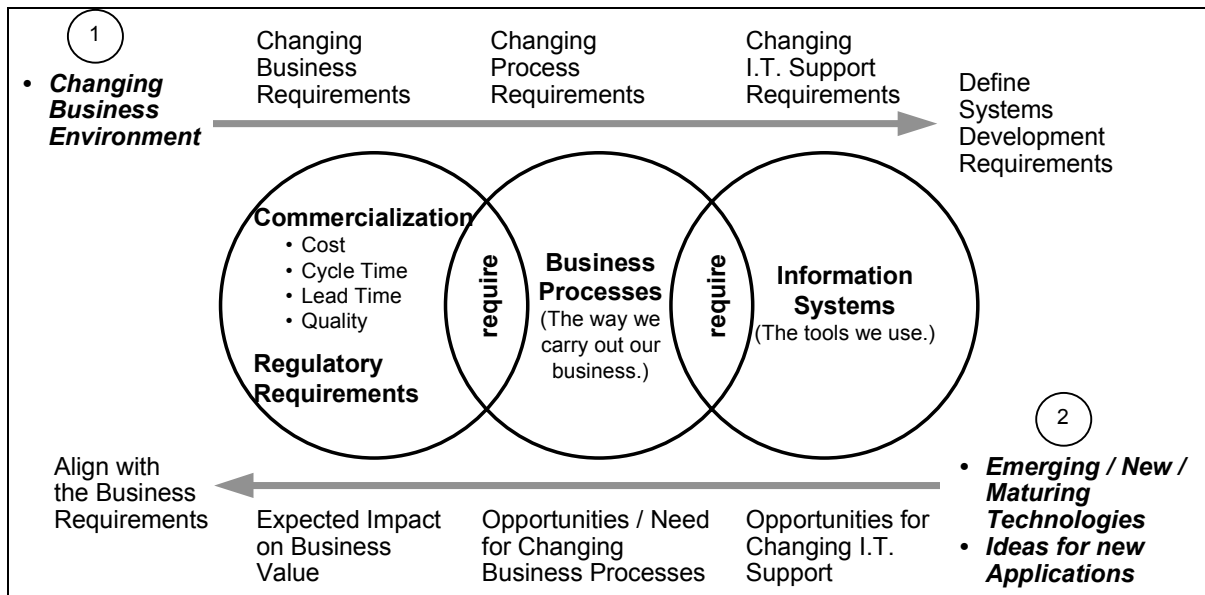 1
• Changing
Business
Environment
Changing
Business
Requirements
Changing
Process
Requirements
Changing
I.T. Support
Requirements
Define
Systems
Development
Requirements
Commercialization
• Cost
• Cycle Time
• Lead Time
• Quality
Regulatory
Requirements
require
Business
Processes
(The way we
carry out our
business.)
require
Information
Systems
(The tools we use.)
2
• Emerging / New /
Maturing
Technologies
• Ideas for new
Applications
Align with
the Business
Requirements
Expected Impact
on Business
Value
Opportunities / Need
for Changing
Business Processes
Opportunities for
Changing I.T.
Support